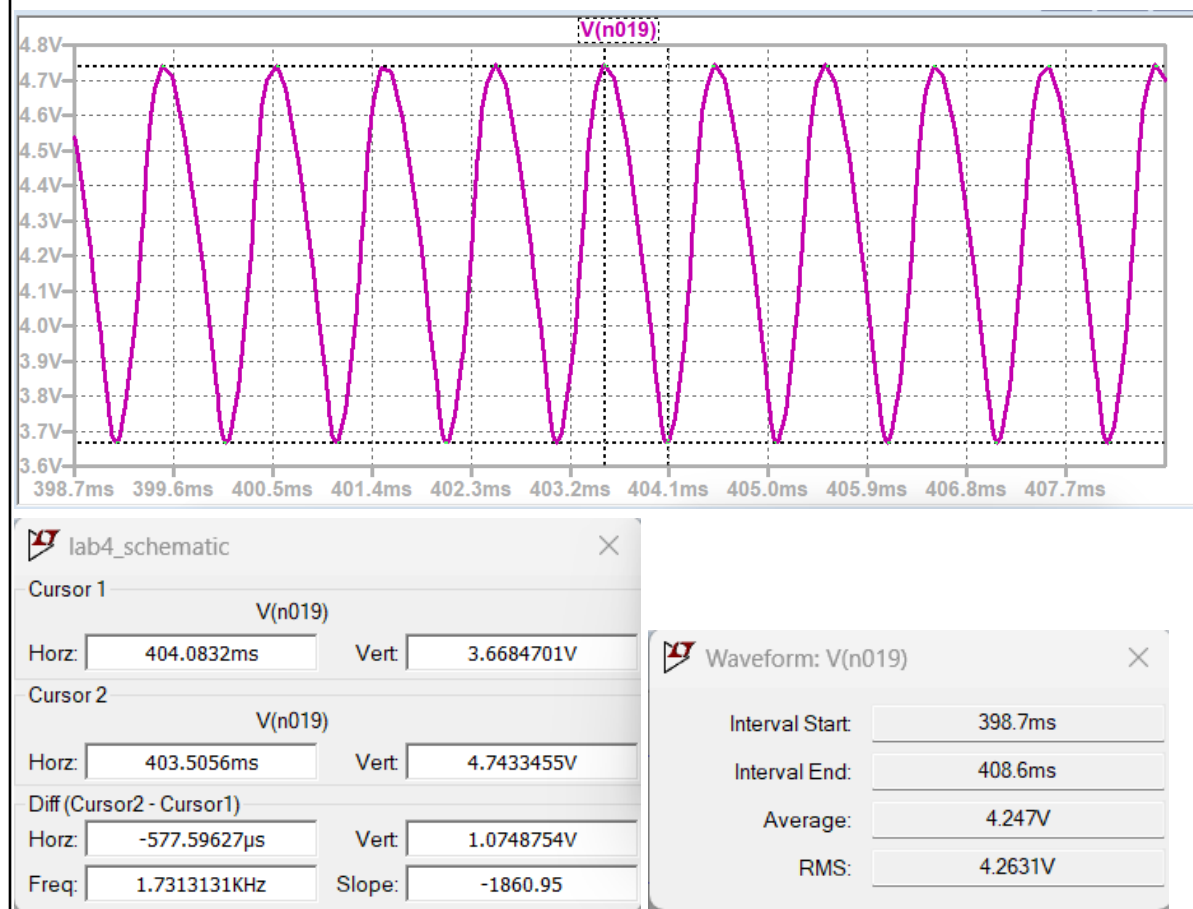 V(n019)
4.8V
4.7V
4.6V
4.5V
4.4V
4.3V
4.2V
4.1V
4.0V
3.9V
3.8V
3.7V
3.6V
398.7ms 399.6ms 400.5ms 401.4ms 402.3ms 403.2ms 404.1ms 405.0ms 405.9ms 406.8ms 407.7ms
lab4_schematic
Cursor 1
V(n019)
Horz: 404.0832ms Vert: 3.6684701V
Cursor 2
V(n019)
Horz: 403.5056ms Vert: 4.7433455V
Diff (Cursor2 - Cursor1)
Horz: -577.59627µs Vert: 1.0748754V
Freq: 1.7313131KHz Slope: -1860.95
Waveform: V(n019)
Interval Start: 398.7ms
Interval End: 408.6ms
Average: 4.247V
RMS: 4.2631V